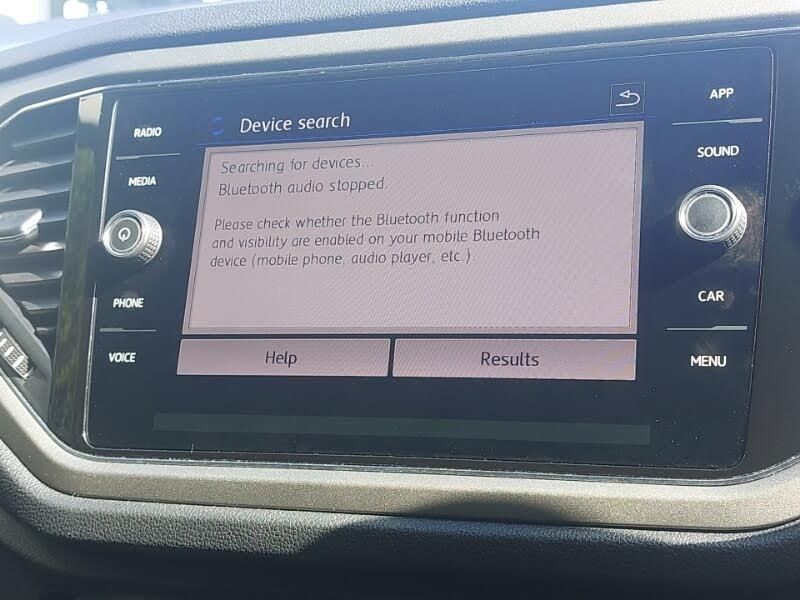 RADIO
MEDIA
PHONE
VOICE
Device search
Searching for devices...
Bluetooth audio stopped.
Please check whether the Bluetooth function
and visibility are enabled on your mobile Bluetooth
device (mobile phone, audio player, etc.).
Help
Results
APP
SOUND
CAR
MENU